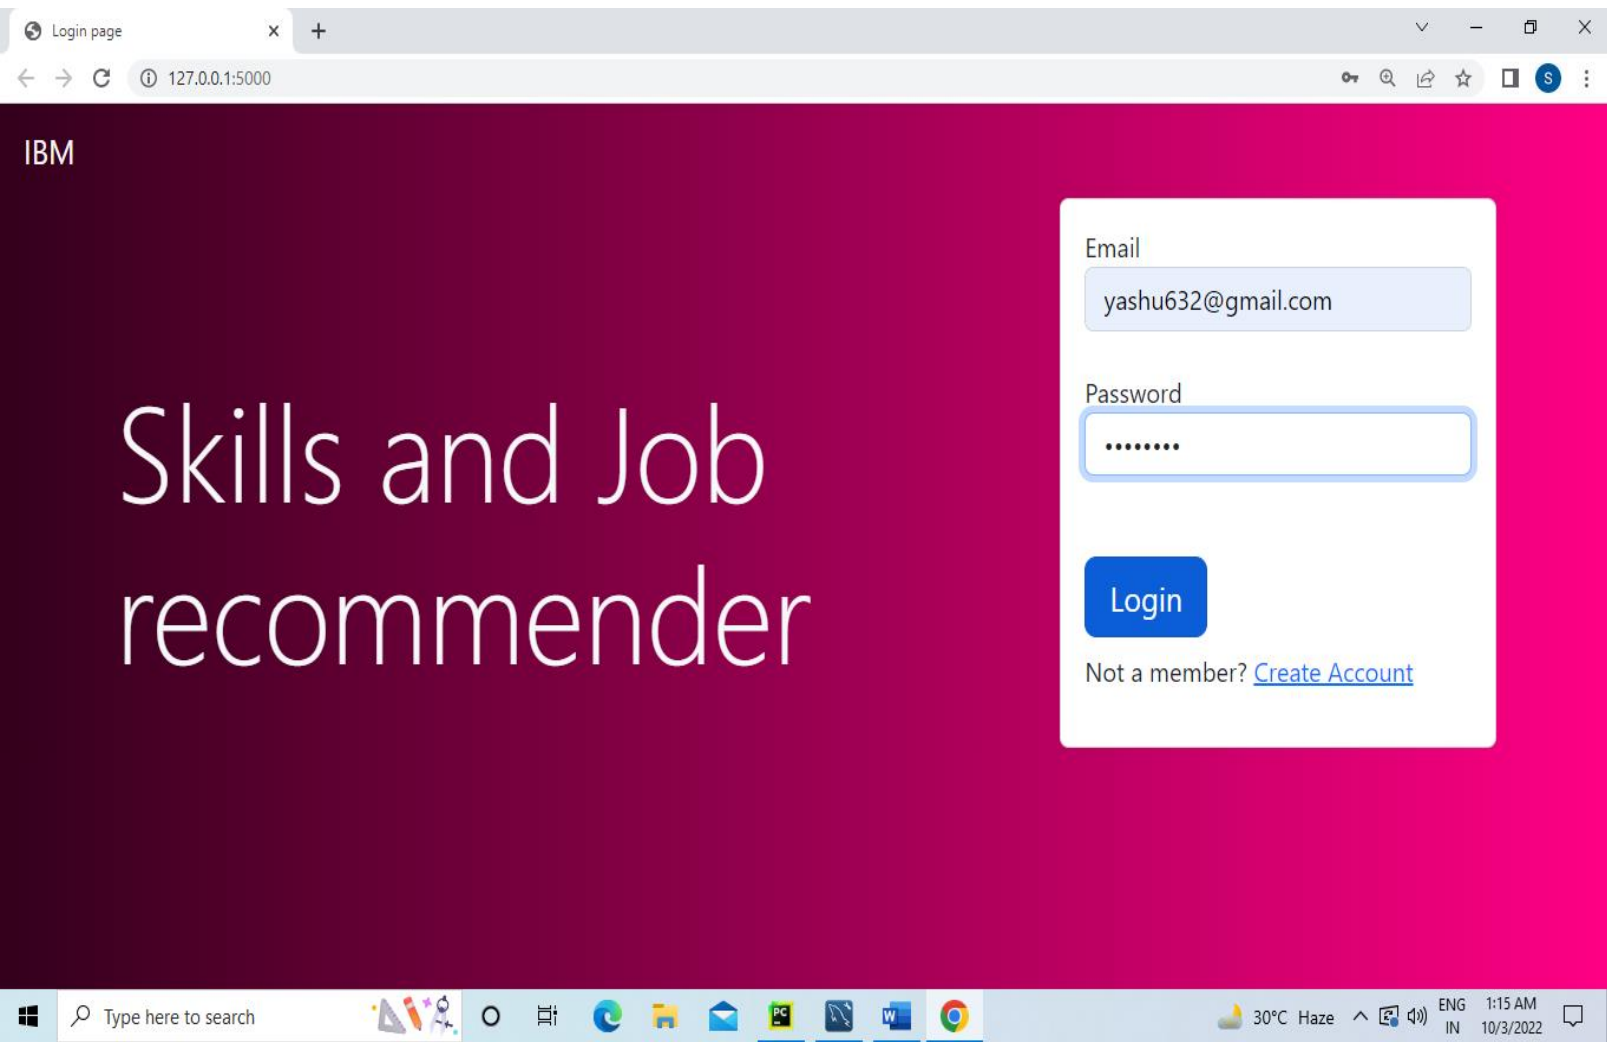 Login page
127.0.0.1:5000
S
IBM
Email
yashu632@gmail.com
Password
••••••••
Skills and Job
recommender
Login
Not a member? Create Account
Type here to search
PC
W
30°C Haze
ENG
IN
1:15 AM
10/3/2022